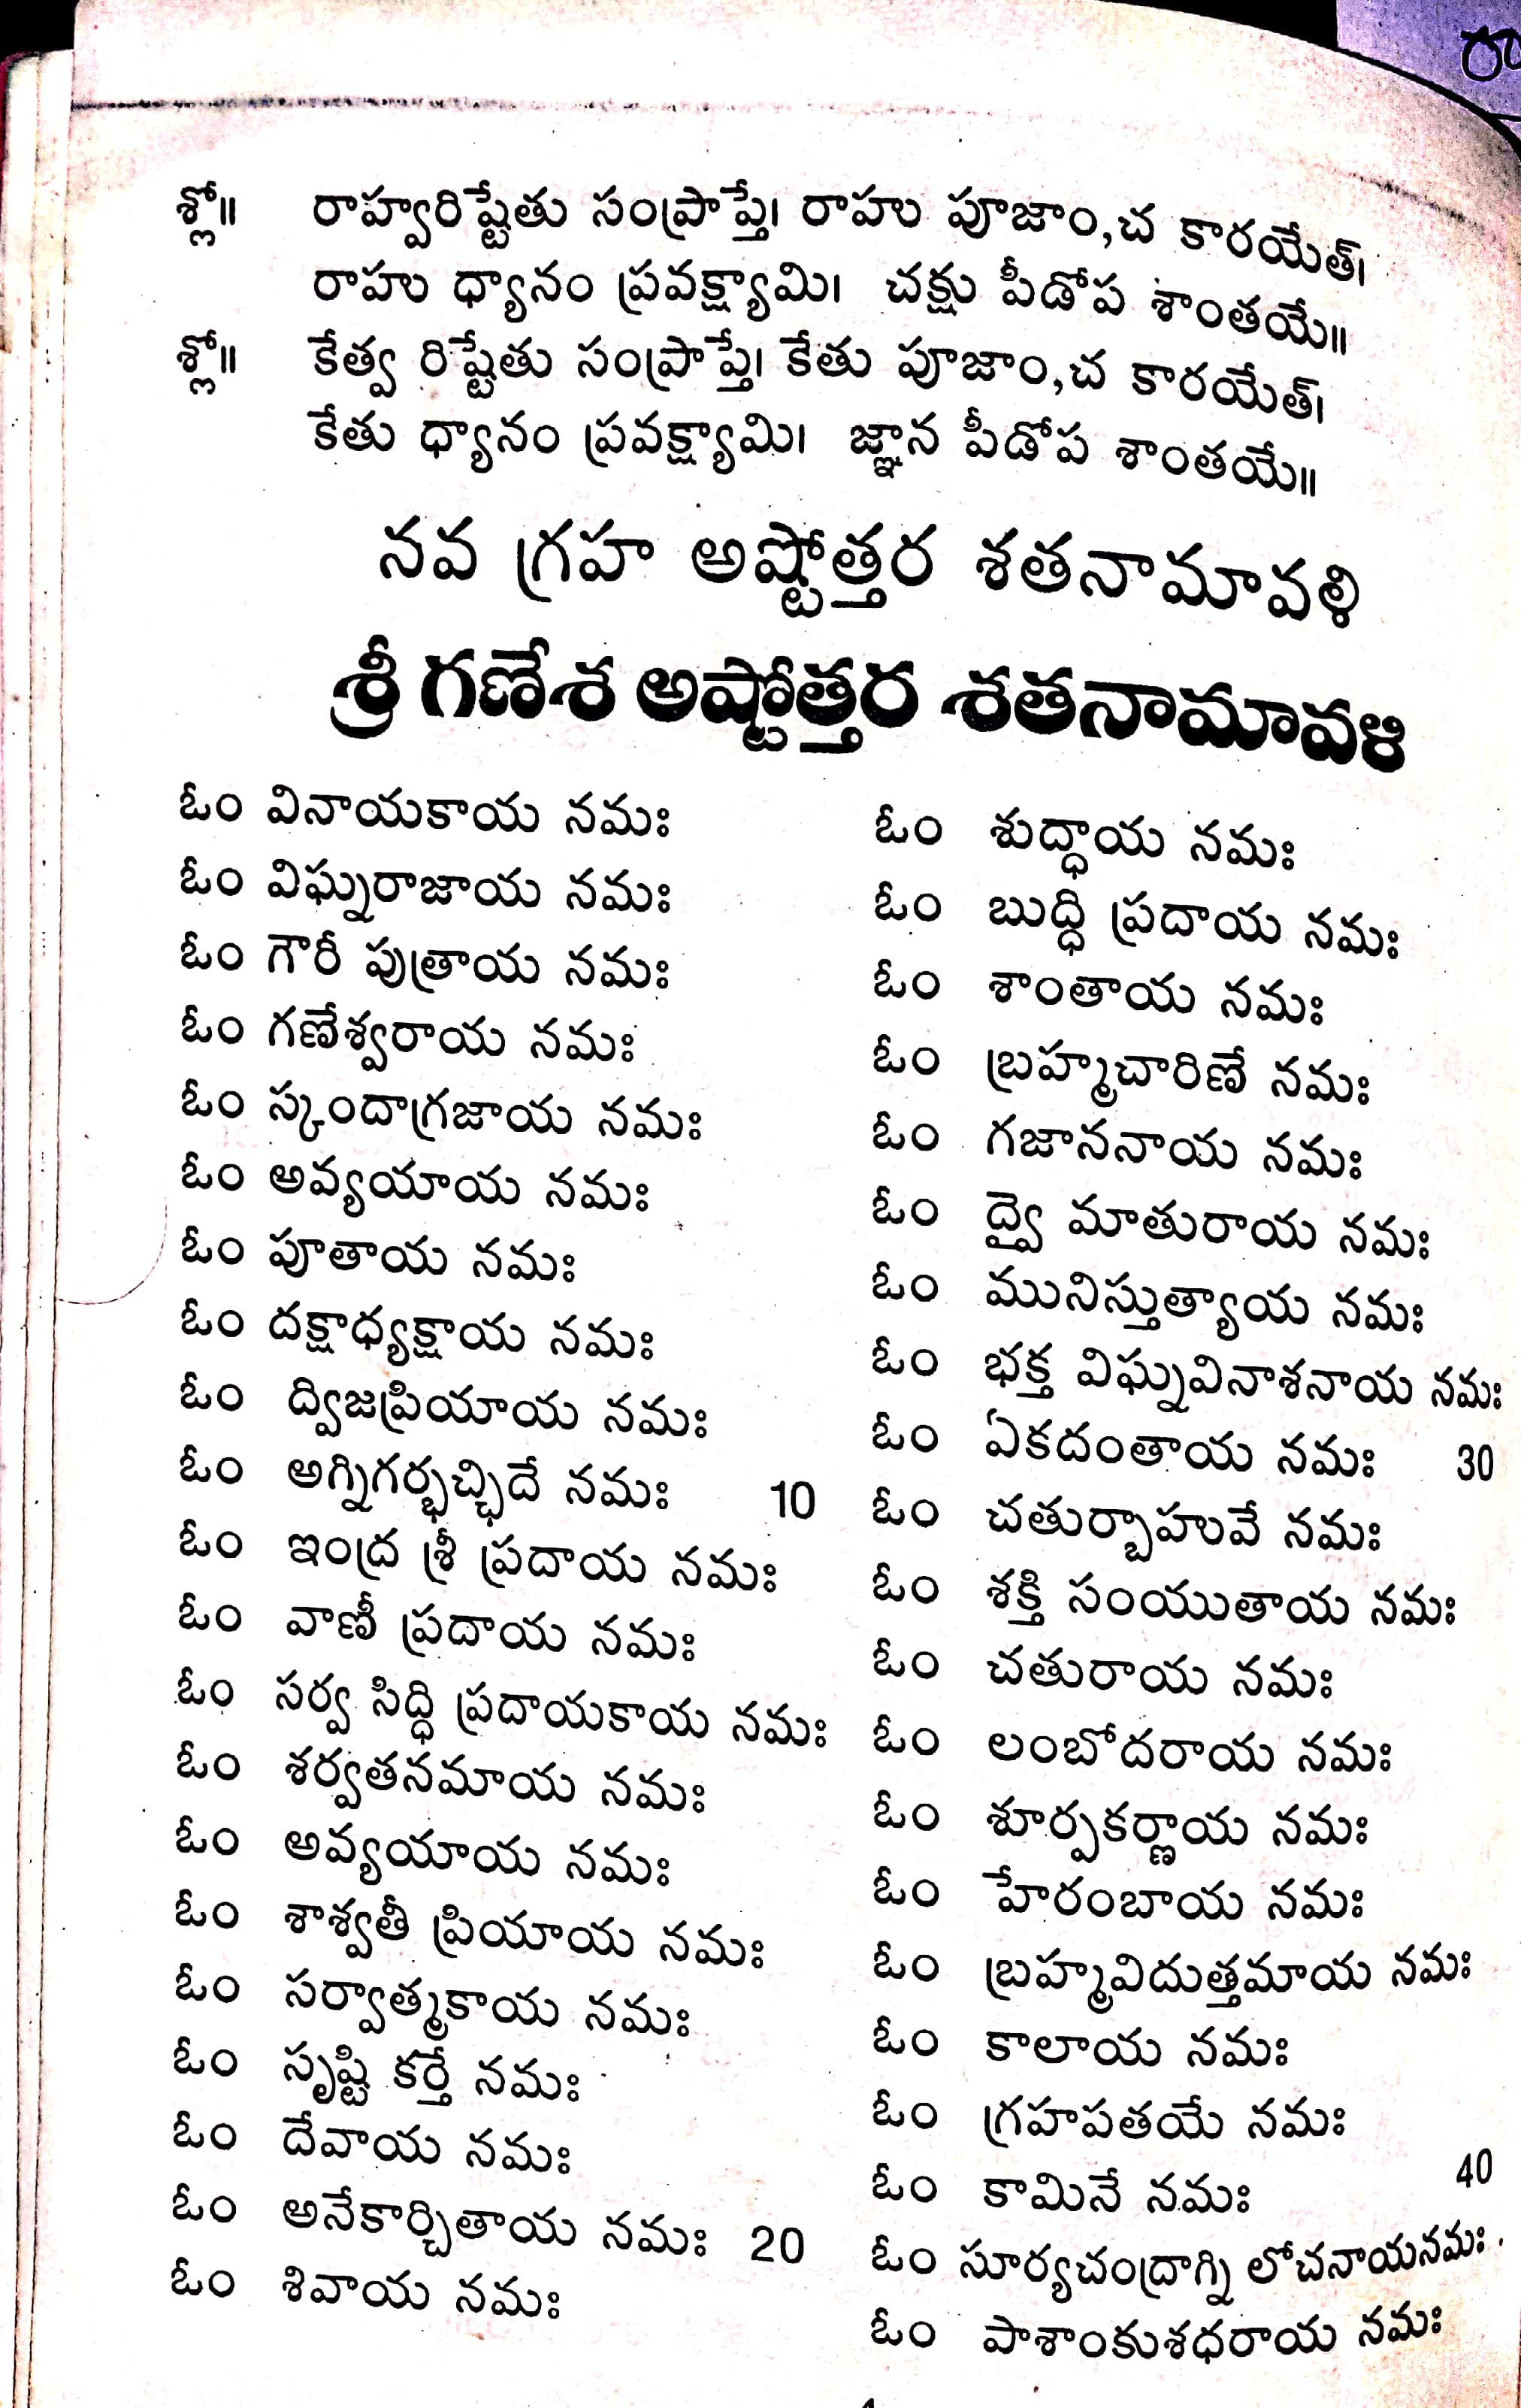 శ్లో॥ రాహ్వరిష్టేతు సంప్రాప్తే। రాహు పూజాం,చ కారయేత్।
రాహు ధ్యానం ప్రవక్ష్యామి। చక్షు పీడోప శాంతయే॥
శ్లో॥ కేత్వ రిష్టేతు సంప్రాప్తే। కేతు పూజాం,చ కారయేత్।
కేతు ధ్యానం ప్రవక్ష్యామి। జ్ఞాన పీడోప శాంతయే॥
నవ గ్రహ అష్టోత్తర శతనామావళి
శ్రీ గణేశ అష్టోత్తర శతనామావళి
ఓం వినాయకాయ నమః
ఓం విఘ్నరాజాయ నమః
ఓం గౌరీ పుత్రాయ నమః
ఓం గణేశ్వరాయ నమః
ఓం స్కందాగ్రజాయ నమః
ఓం అవ్యయాయ నమః
ఓం పూతాయ నమః
ఓం దక్షాధ్యక్షాయ నమః
ఓం ద్విజప్రియాయ నమః
ఓం అగ్నిగర్భచ్ఛిదే నమః 10
ఓం ఇంద్ర శ్రీ ప్రదాయ నమః
ఓం వాణీ ప్రదాయ నమః
ఓం సర్వ సిద్ధి ప్రదాయకాయ నమః
ఓం శర్వతనమాయ నమః
ఓం అవ్యయాయ నమః
ఓం శాశ్వతీ ప్రియాయ నమః
ఓం సర్వాత్మకాయ నమః
ఓం సృష్టి కర్తే నమః
ఓం దేవాయ నమః
ఓం అనేకార్చితాయ నమః 20
ఓం శివాయ నమః
ఓం శుద్ధాయ నమః
ఓం బుద్ధి ప్రదాయ నమః
ఓం శాంతాయ నమః
ఓం బ్రహ్మచారిణే నమః
ఓం గజాననాయ నమః
ఓం ద్వై మాతురాయ నమః
ఓం మునిస్తుత్యాయ నమః
ఓం భక్త విఘ్నవినాశనాయ నమః
ఓం ఏకదంతాయ నమః 30
ఓం చతుర్బాహువే నమః
ఓం శక్తి సంయుతాయ నమః
ఓం చతురాయ నమః
ఓం లంబోదరాయ నమః
ఓం శూర్పకర్ణాయ నమః
ఓం హేరంబాయ నమః
ఓం బ్రహ్మవిదుత్తమాయ నమః
ఓం కాలాయ నమః
ఓం గ్రహపతయే నమః
ఓం కామినే నమః 40
ఓం సూర్యచంద్రాగ్ని లోచనాయనమః
ఓం పాశాంకుశధరాయ నమః